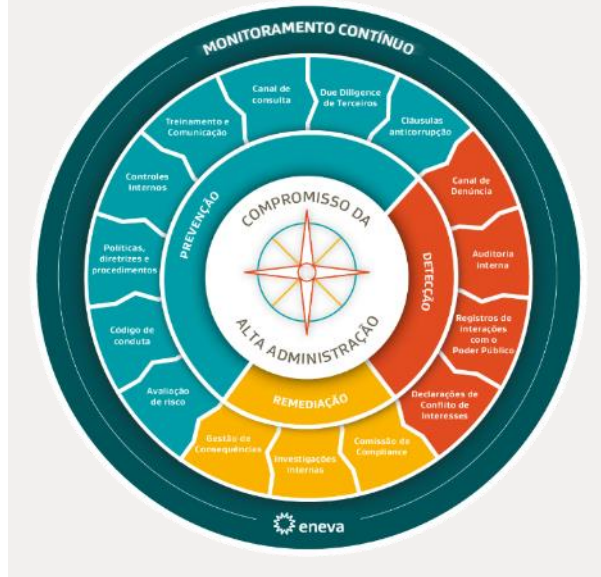 MONITORAMENTO CONTÍNUO
Canal de
consulta
Due Diligence
de Terceiros
Cláusulas
anticorrupção
Treinamento e
Comunicação
Controles
Internos
Políticas,
diretrizes e
procedimentos
Código de
conduta
Avaliação
de risco
PREVENÇÃO
COMPROMISSO DA
ALTA ADMINISTRAÇÃO
DETECÇÃO
Canal de
Denúncia
Auditoria
interna
Registros de
Interações
com o
Poder Público
Declarações de
Conflito de
Interesses
REMEDIAÇÃO
Gestão de
Consequências
Investigações
internas
Comissão de
Compliance
eneva